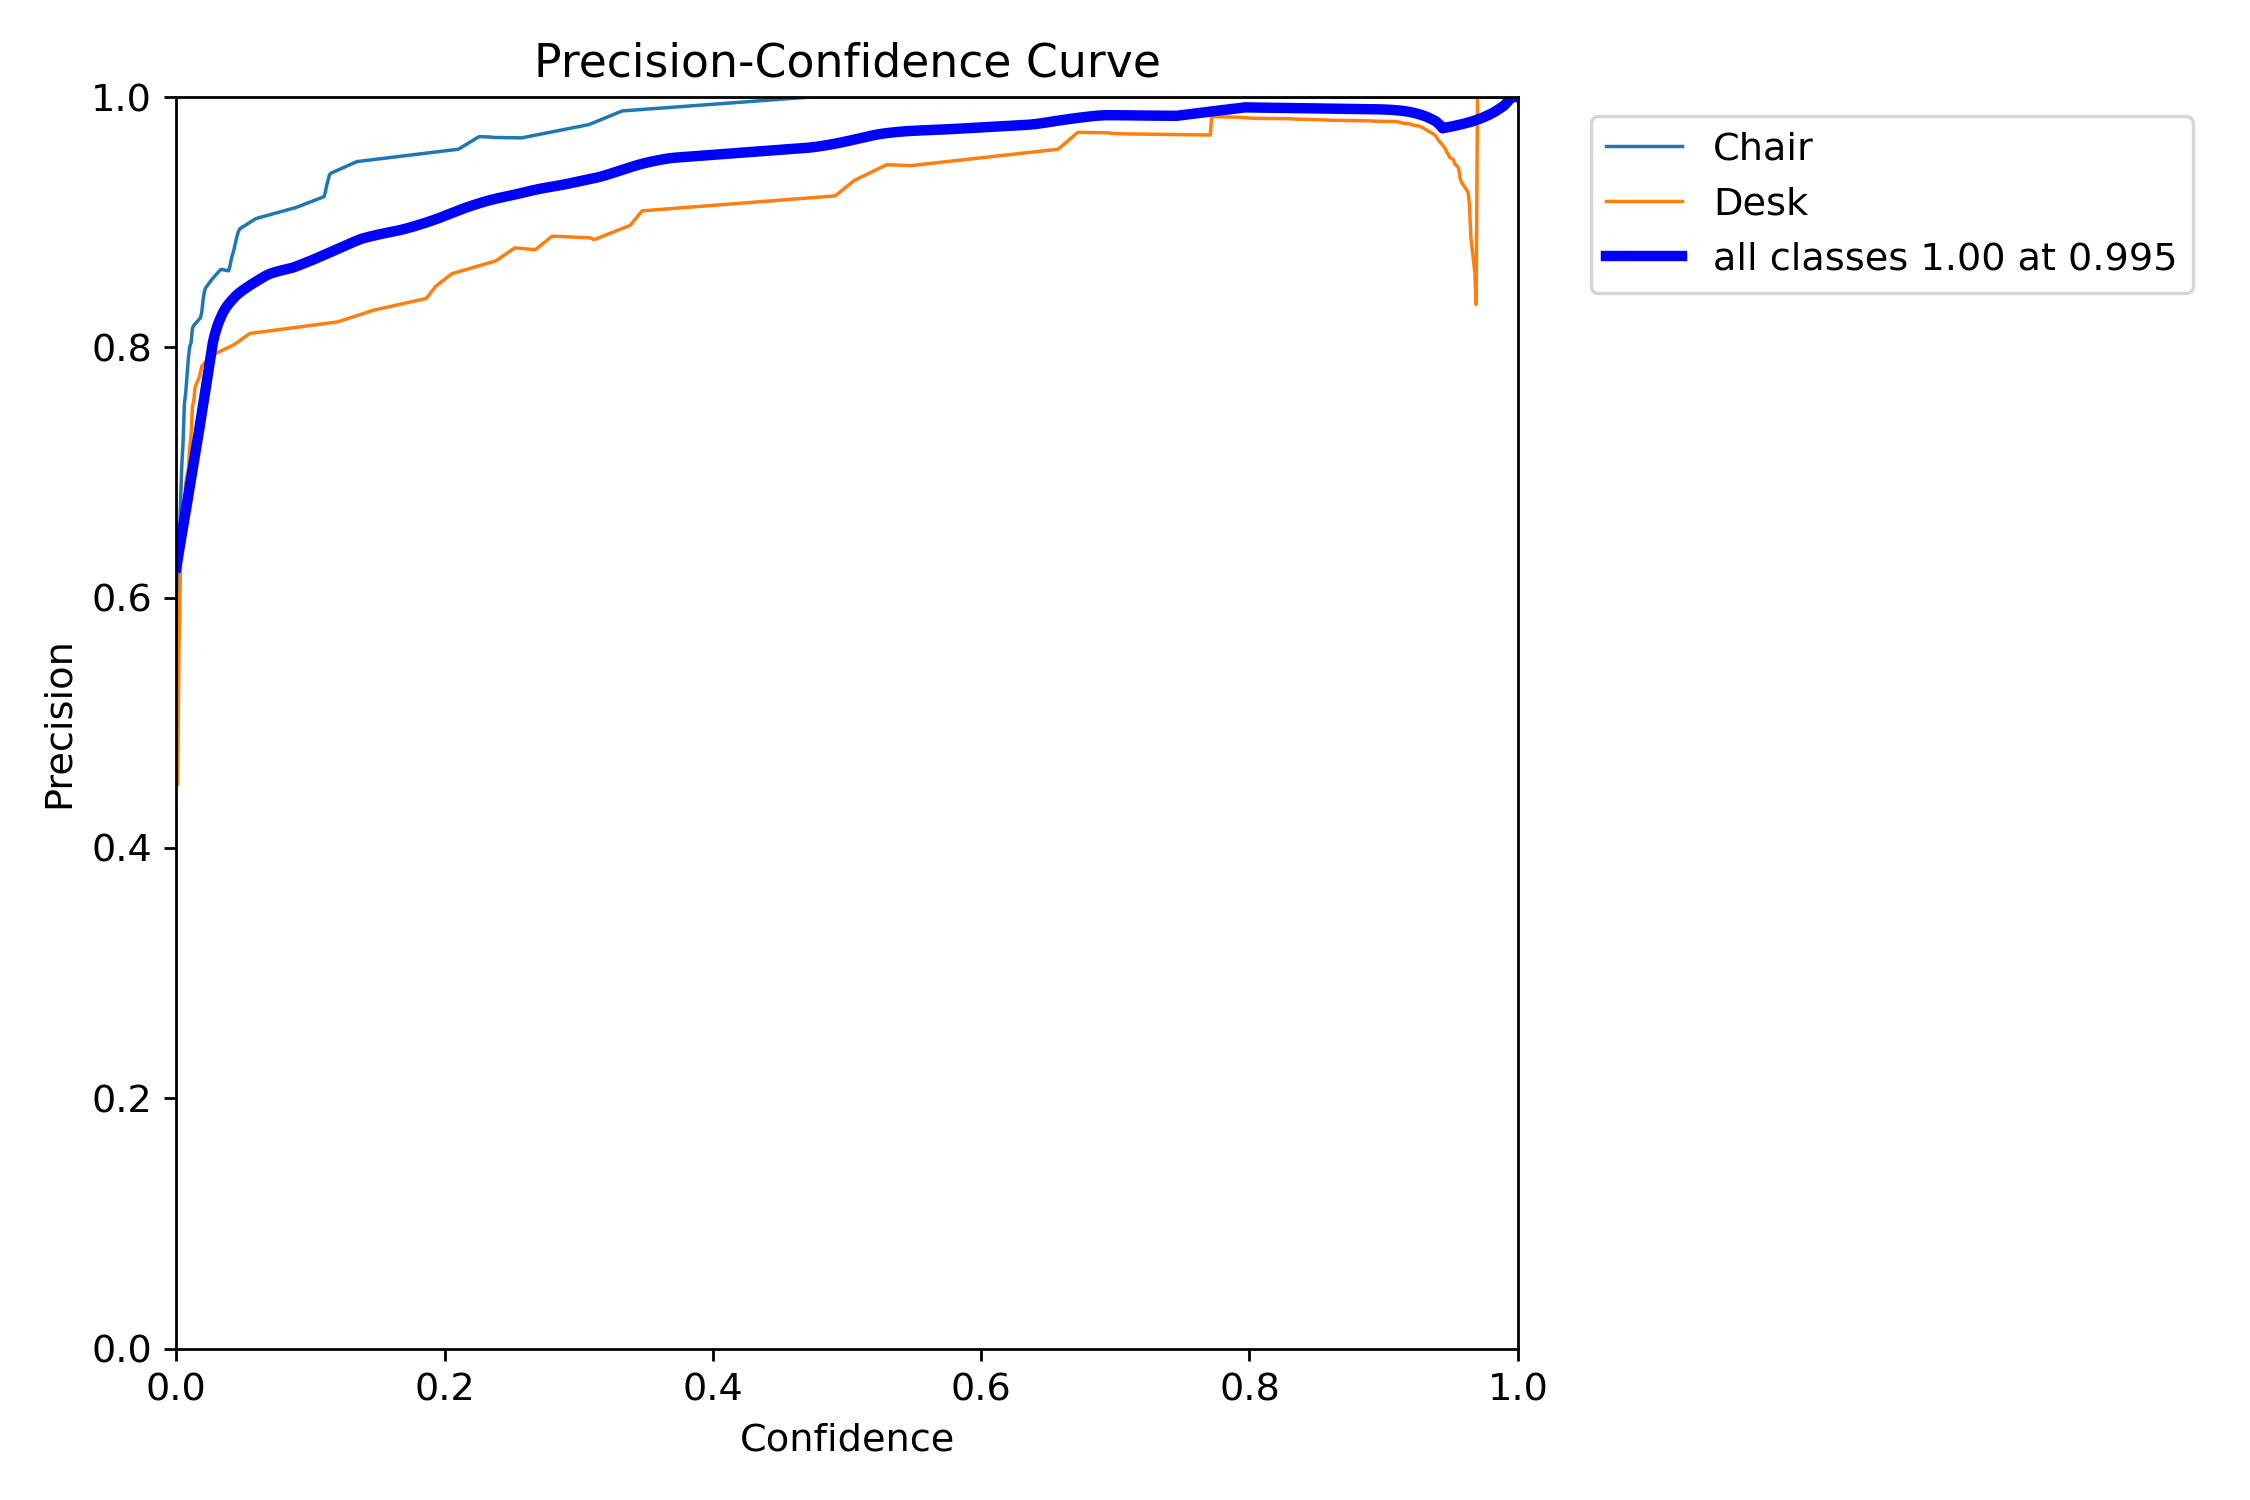 Precision-Confidence Curve
1.0
0.8
0.6
0.4
0.2
0.0
Precision
0.0 0.2 0.4 0.6 0.8 1.0
Confidence
Chair
Desk
all classes 1.00 at 0.995